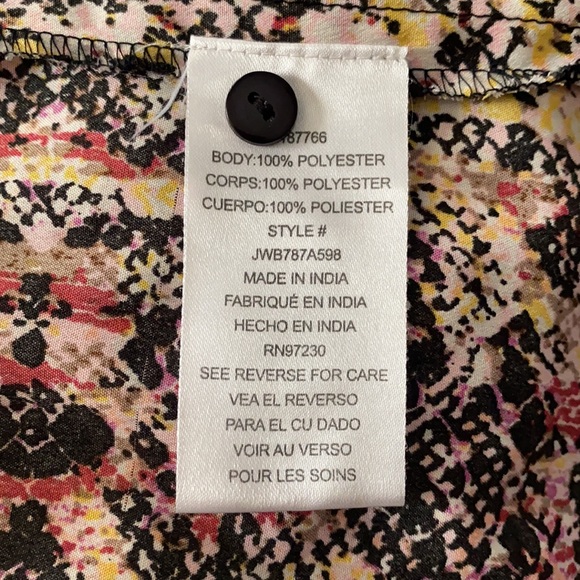 87766
BODY:100% POLYESTER
CORPS:100% POLYESTER
CUERPO:100% POLIESTER
STYLE #
JWB787A598
MADE IN INDIA
FABRIQUÉ EN INDIA
HECHO EN INDIA
RN97230
SEE REVERSE FOR CARE
VEA EL REVERSO
PARA EL CU DADO
VOIR AU VERSO
POUR LES SOINS